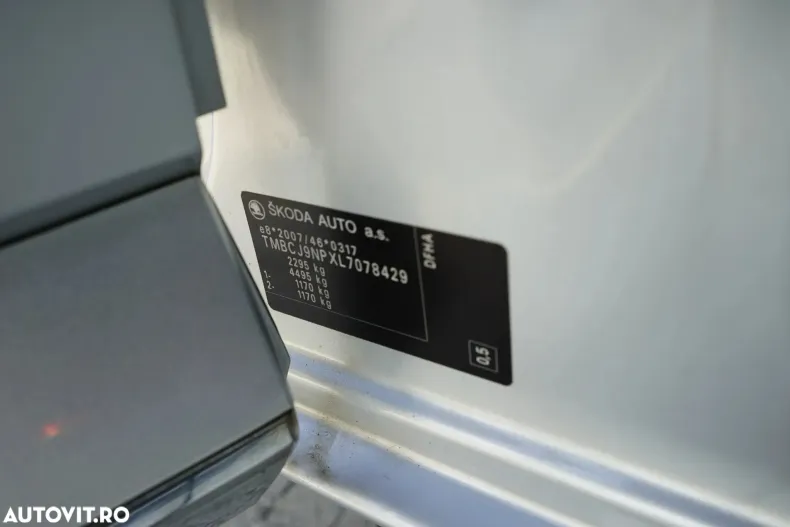 ŠKODA AUTO a.s.
e8*2007/46*0317
TMBCJ9NPXL7078429
2295 kg
4495 kg
1. 1170 kg
2. 1170 kg
DFHA
0,5
AUTOVIT.RO